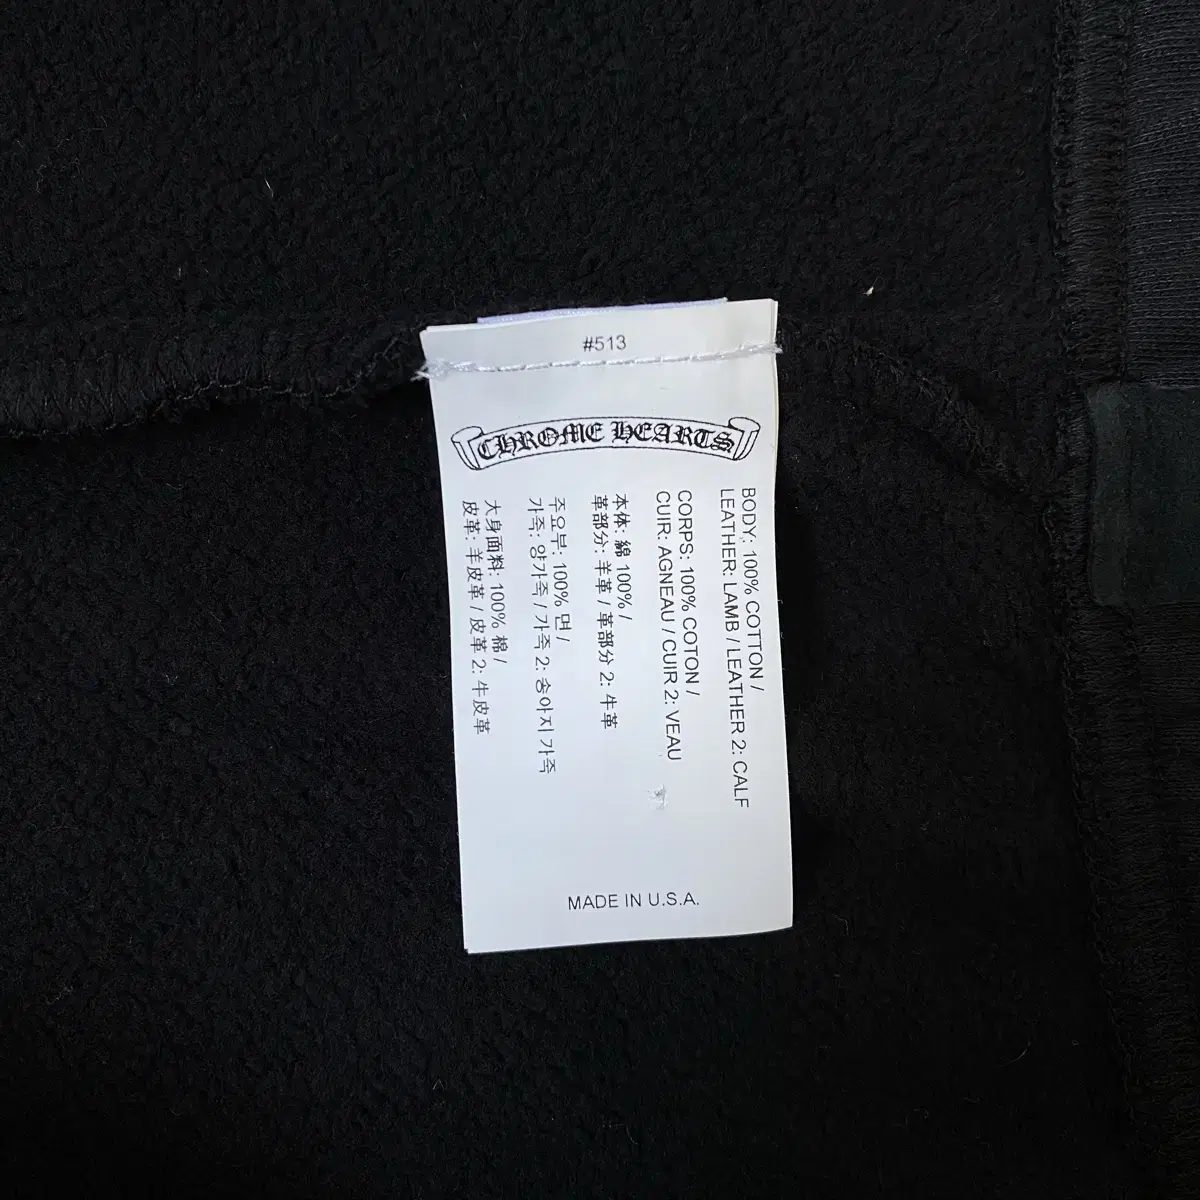 #513
CHROME HEARTS
BODY: 100% COTTON /
LEATHER: LAMB / LEATHER 2: CALF
CORPS: 100% COTON /
CUIR: AGNEAU / CUIR 2: VEAU
本体: 綿 100% /
革部分: 羊革 / 革部分 2: 牛革
주요부: 100% 면 /
가죽: 양가죽 / 가죽 2: 송아지 가죽
大身面料: 100% 棉 /
皮革: 羊皮革 / 皮革 2: 牛皮革
MADE IN U.S.A.